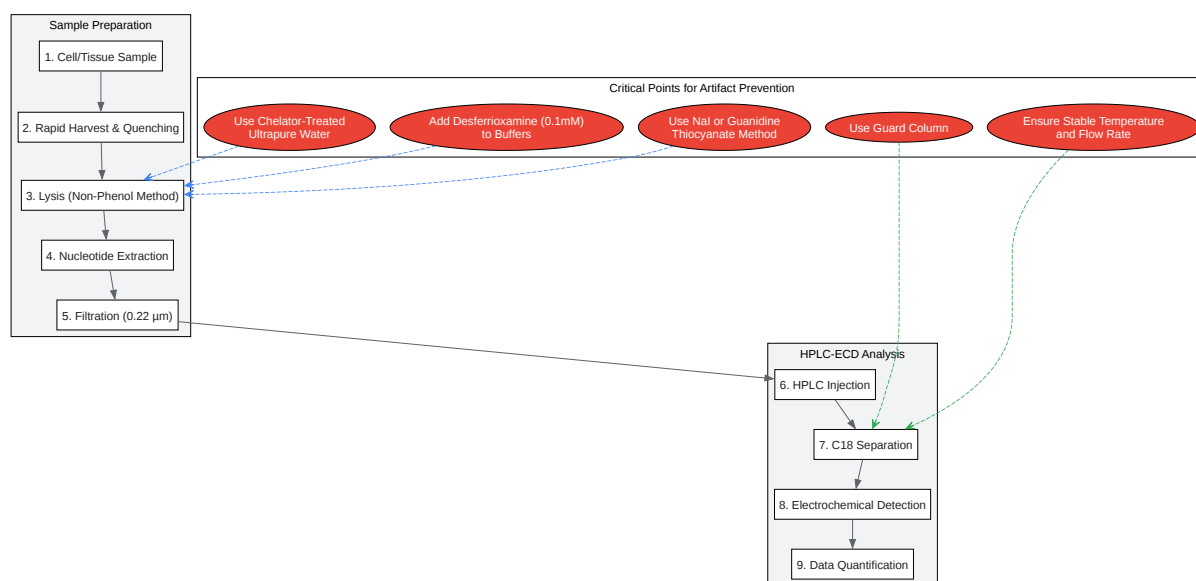 Sample Preparation
1. Cell/Tissue Sample
2. Rapid Harvest & Quenching
3. Lysis (Non-Phenol Method)
4. Nucleotide Extraction
5. Filtration (0.22 µm)
Critical Points for Artifact Prevention
Use Chelator-Treated
Ultrapure Water
Add Desferrioxamine (0.1mM)
to Buffers
Use NaI or Guanidine
Thiocyanate Method
Use Guard Column
Ensure Stable Temperature
and Flow Rate
HPLC-ECD Analysis
6. HPLC Injection
7. C18 Separation
8. Electrochemical Detection
9. Data Quantification